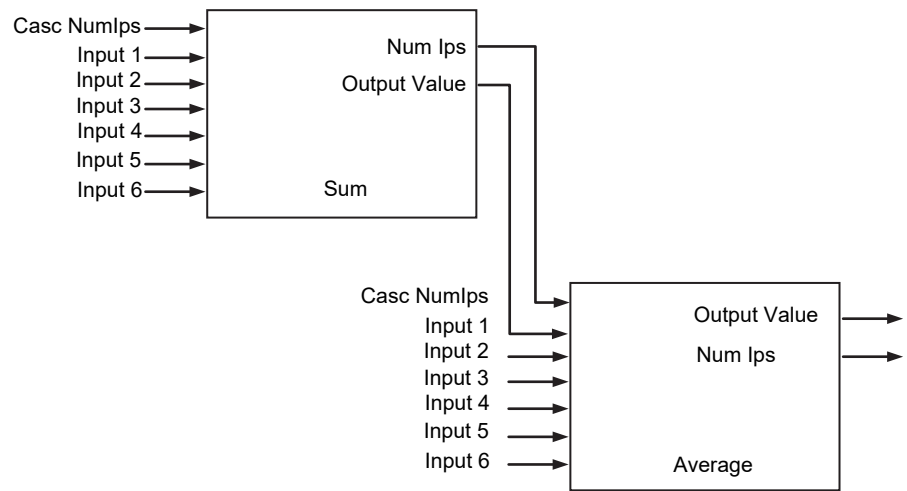 Casc NumIps
Input 1
Input 2
Input 3
Input 4
Input 5
Input 6
Num Ips
Output Value
Sum
Casc NumIps
Input 1
Input 2
Input 3
Input 4
Input 5
Input 6
Output Value
Num Ips
Average